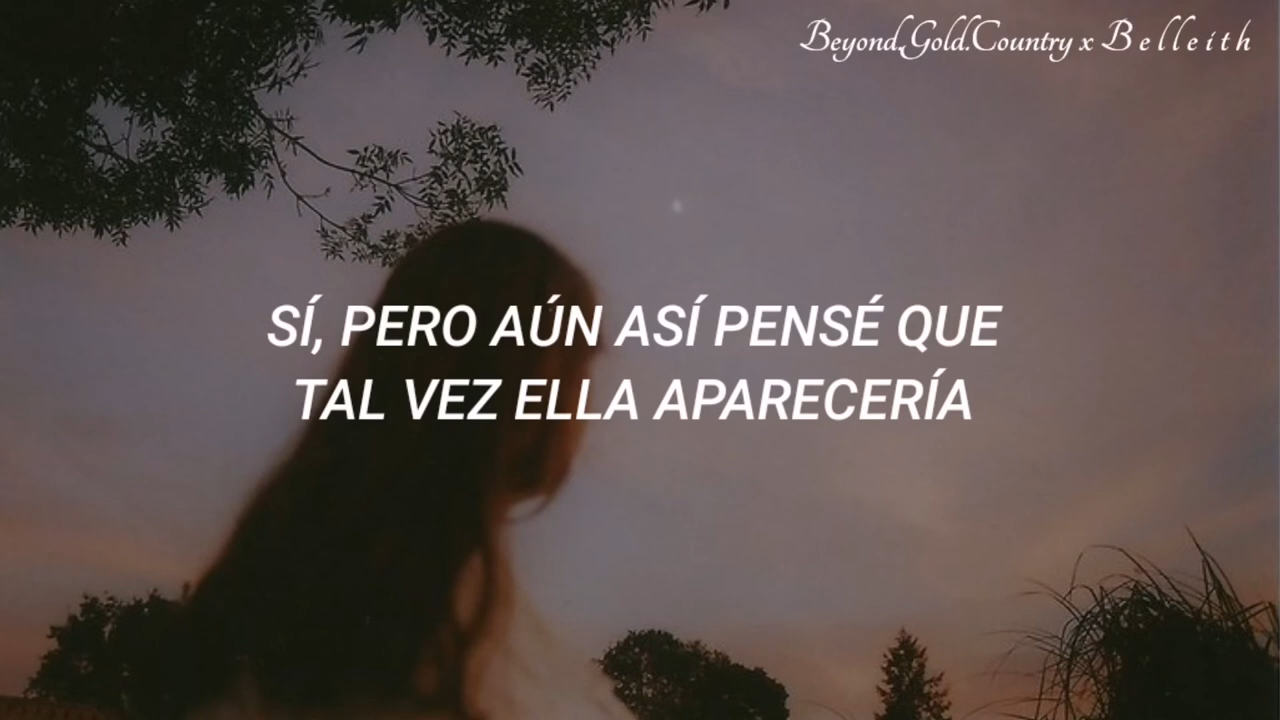 Beyond.Gold.Country x B e l l e i t h
SÍ, PERO AÚN ASÍ PENSÉ QUE
TAL VEZ ELLA APARECERÍA